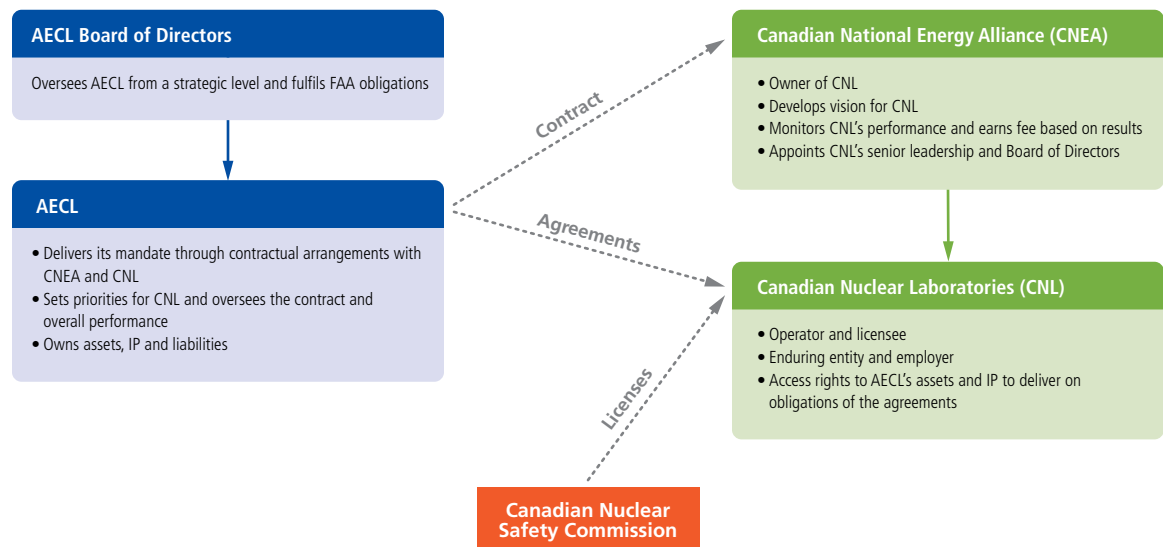 AECL Board of Directors
Oversees AECL from a strategic level and fulfils FAA obligations
AECL
• Delivers its mandate through contractual arrangements with
CNEA and CNL
• Sets priorities for CNL and oversees the contract and
overall performance
• Owns assets, IP and liabilities
Contract
Agreements
Licenses
Canadian National Energy Alliance (CNEA)
• Owner of CNL
• Develops vision for CNL
• Monitors CNL's performance and earns fee based on results
• Appoints CNL's senior leadership and Board of Directors
Canadian Nuclear Laboratories (CNL)
• Operator and licensee
• Enduring entity and employer
• Access rights to AECL's assets and IP to deliver on
obligations of the agreements
Canadian Nuclear
Safety Commission